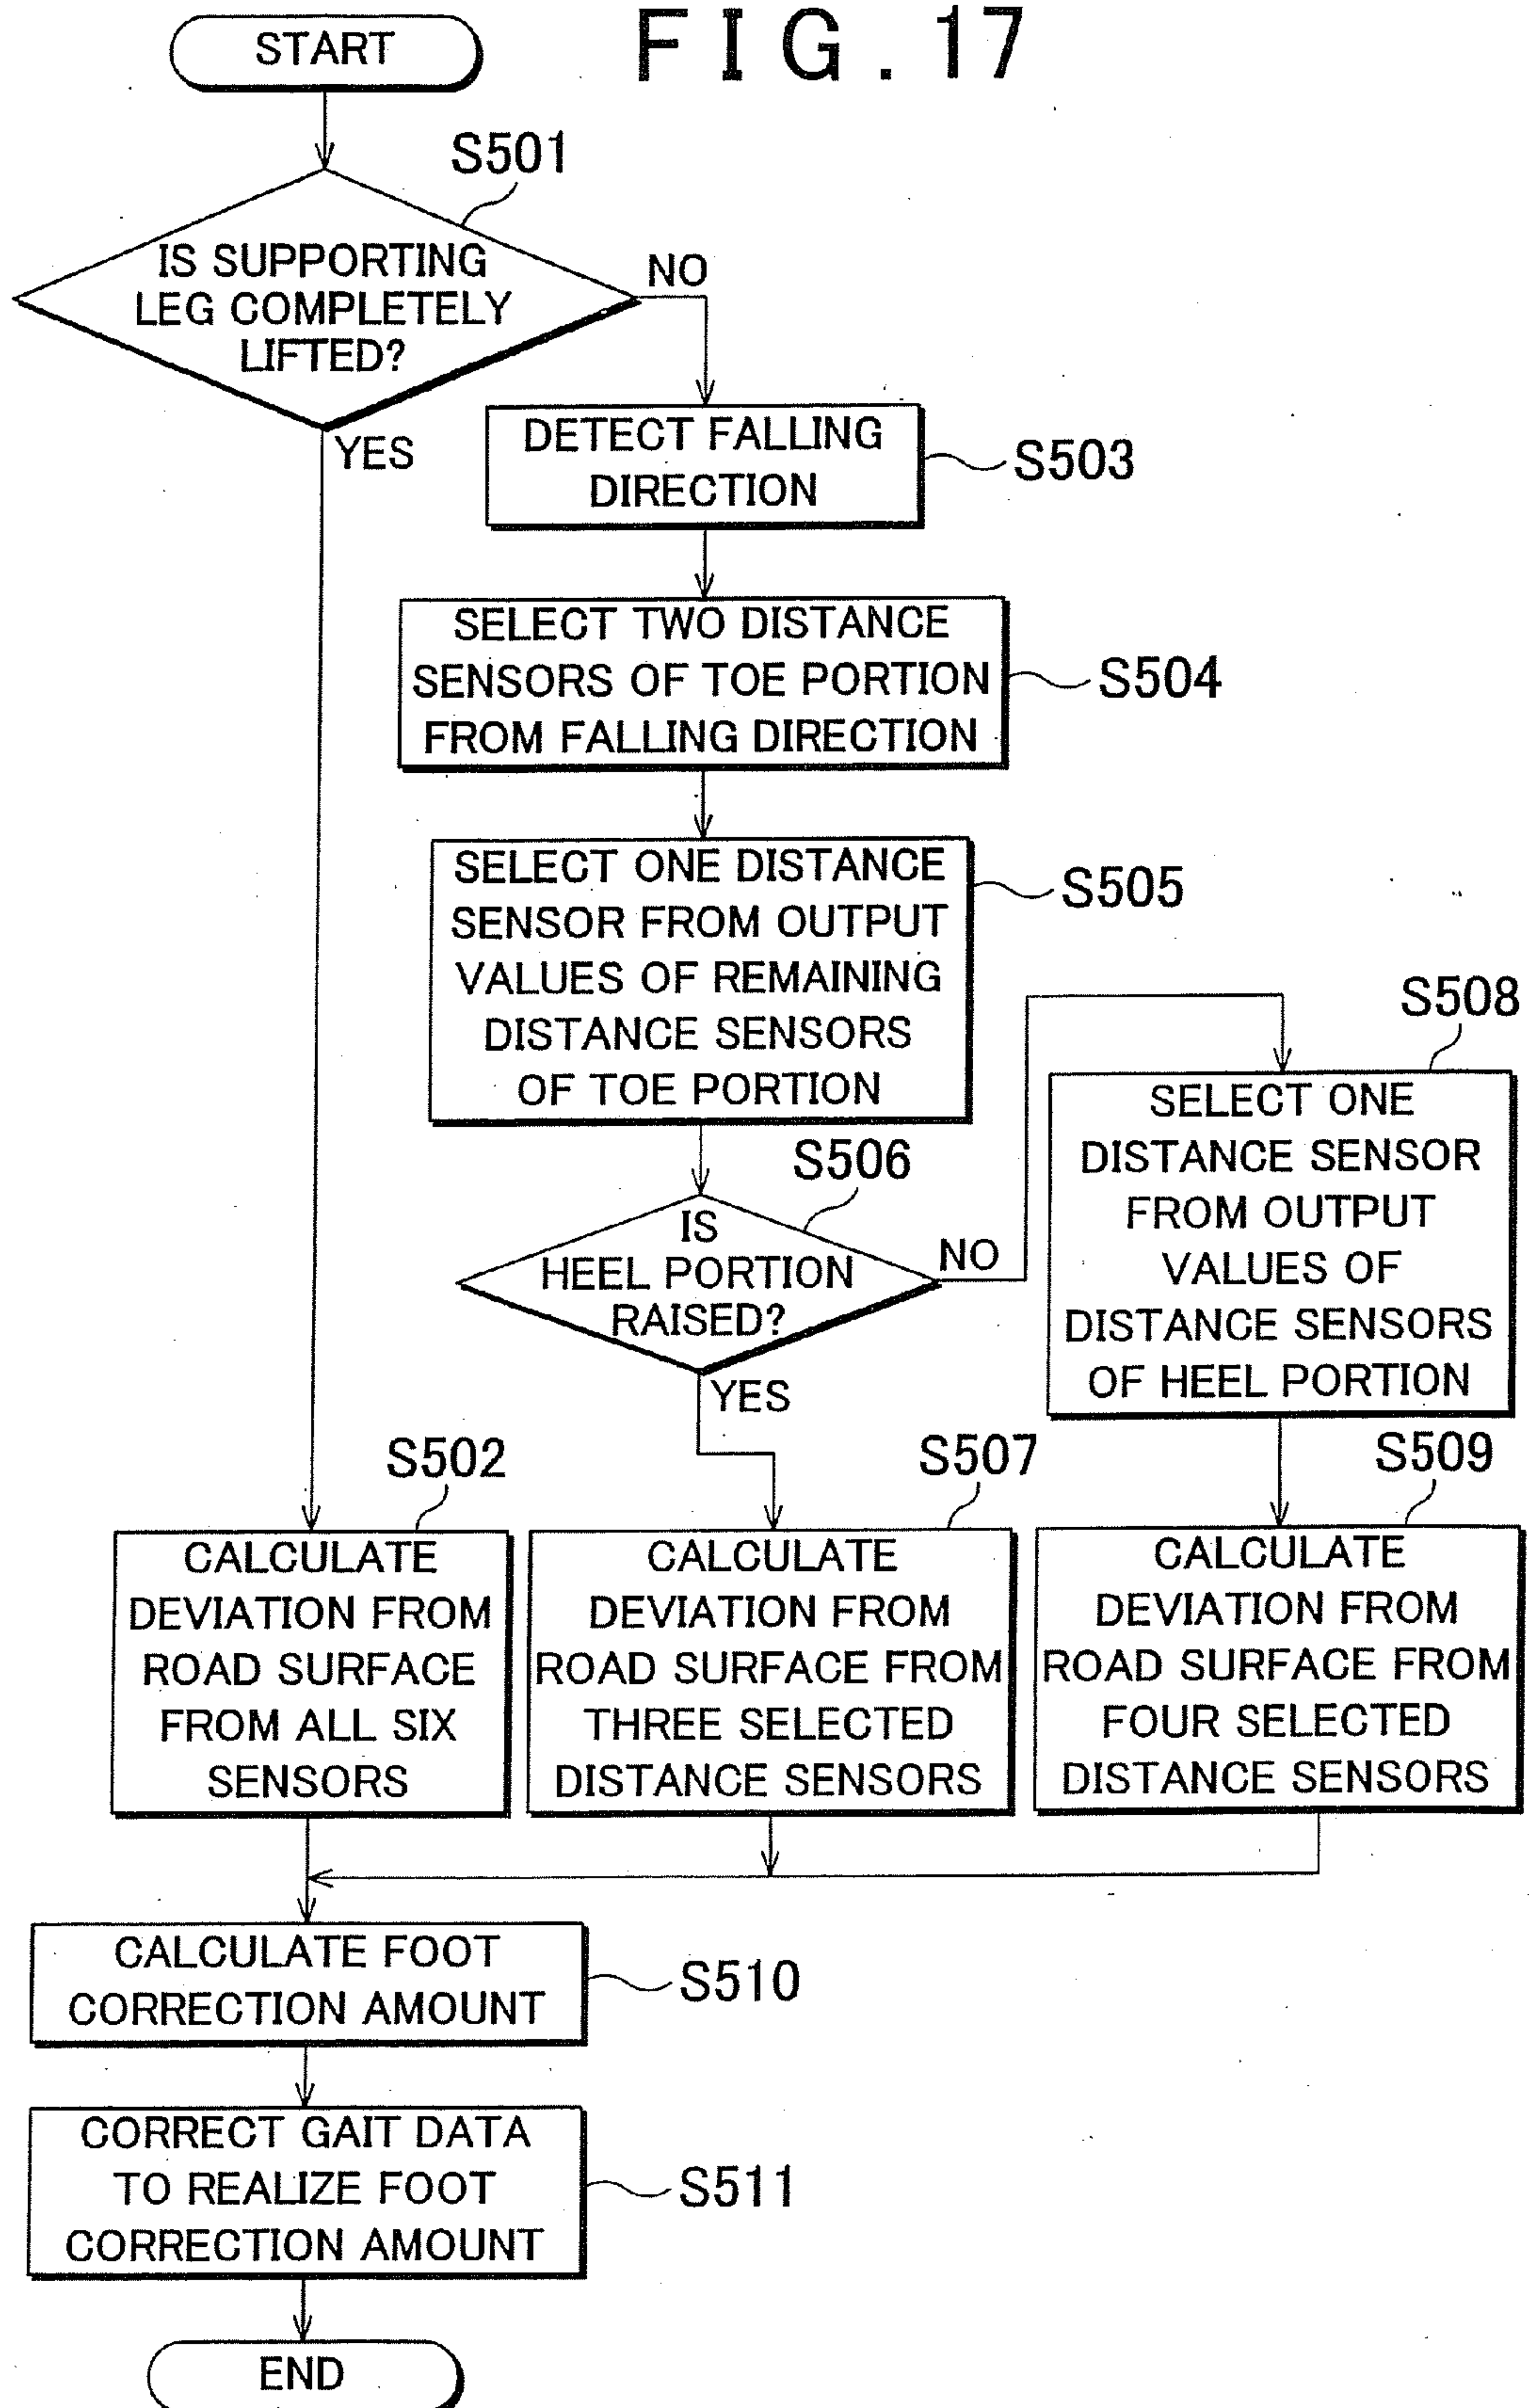 FIG. 17
START
S501
IS SUPPORTING
LEG COMPLETELY
LIFTED?
NO
YES
DETECT FALLING
DIRECTION
S503
SELECT TWO DISTANCE
SENSORS OF TOE PORTION
FROM FALLING DIRECTION
S504
SELECT ONE DISTANCE
SENSOR FROM OUTPUT
VALUES OF REMAINING
DISTANCE SENSORS
OF TOE PORTION
S505
S506
IS
HEEL PORTION
RAISED?
NO
YES
S508
SELECT ONE
DISTANCE SENSOR
FROM OUTPUT
VALUES OF
DISTANCE SENSORS
OF HEEL PORTION
S502
CALCULATE
DEVIATION FROM
ROAD SURFACE
FROM ALL SIX
SENSORS
S507
CALCULATE
DEVIATION FROM
ROAD SURFACE FROM
THREE SELECTED
DISTANCE SENSORS
S509
CALCULATE
DEVIATION FROM
ROAD SURFACE FROM
FOUR SELECTED
DISTANCE SENSORS
CALCULATE FOOT
CORRECTION AMOUNT
S510
CORRECT GAIT DATA
TO REALIZE FOOT
CORRECTION AMOUNT
S511
END